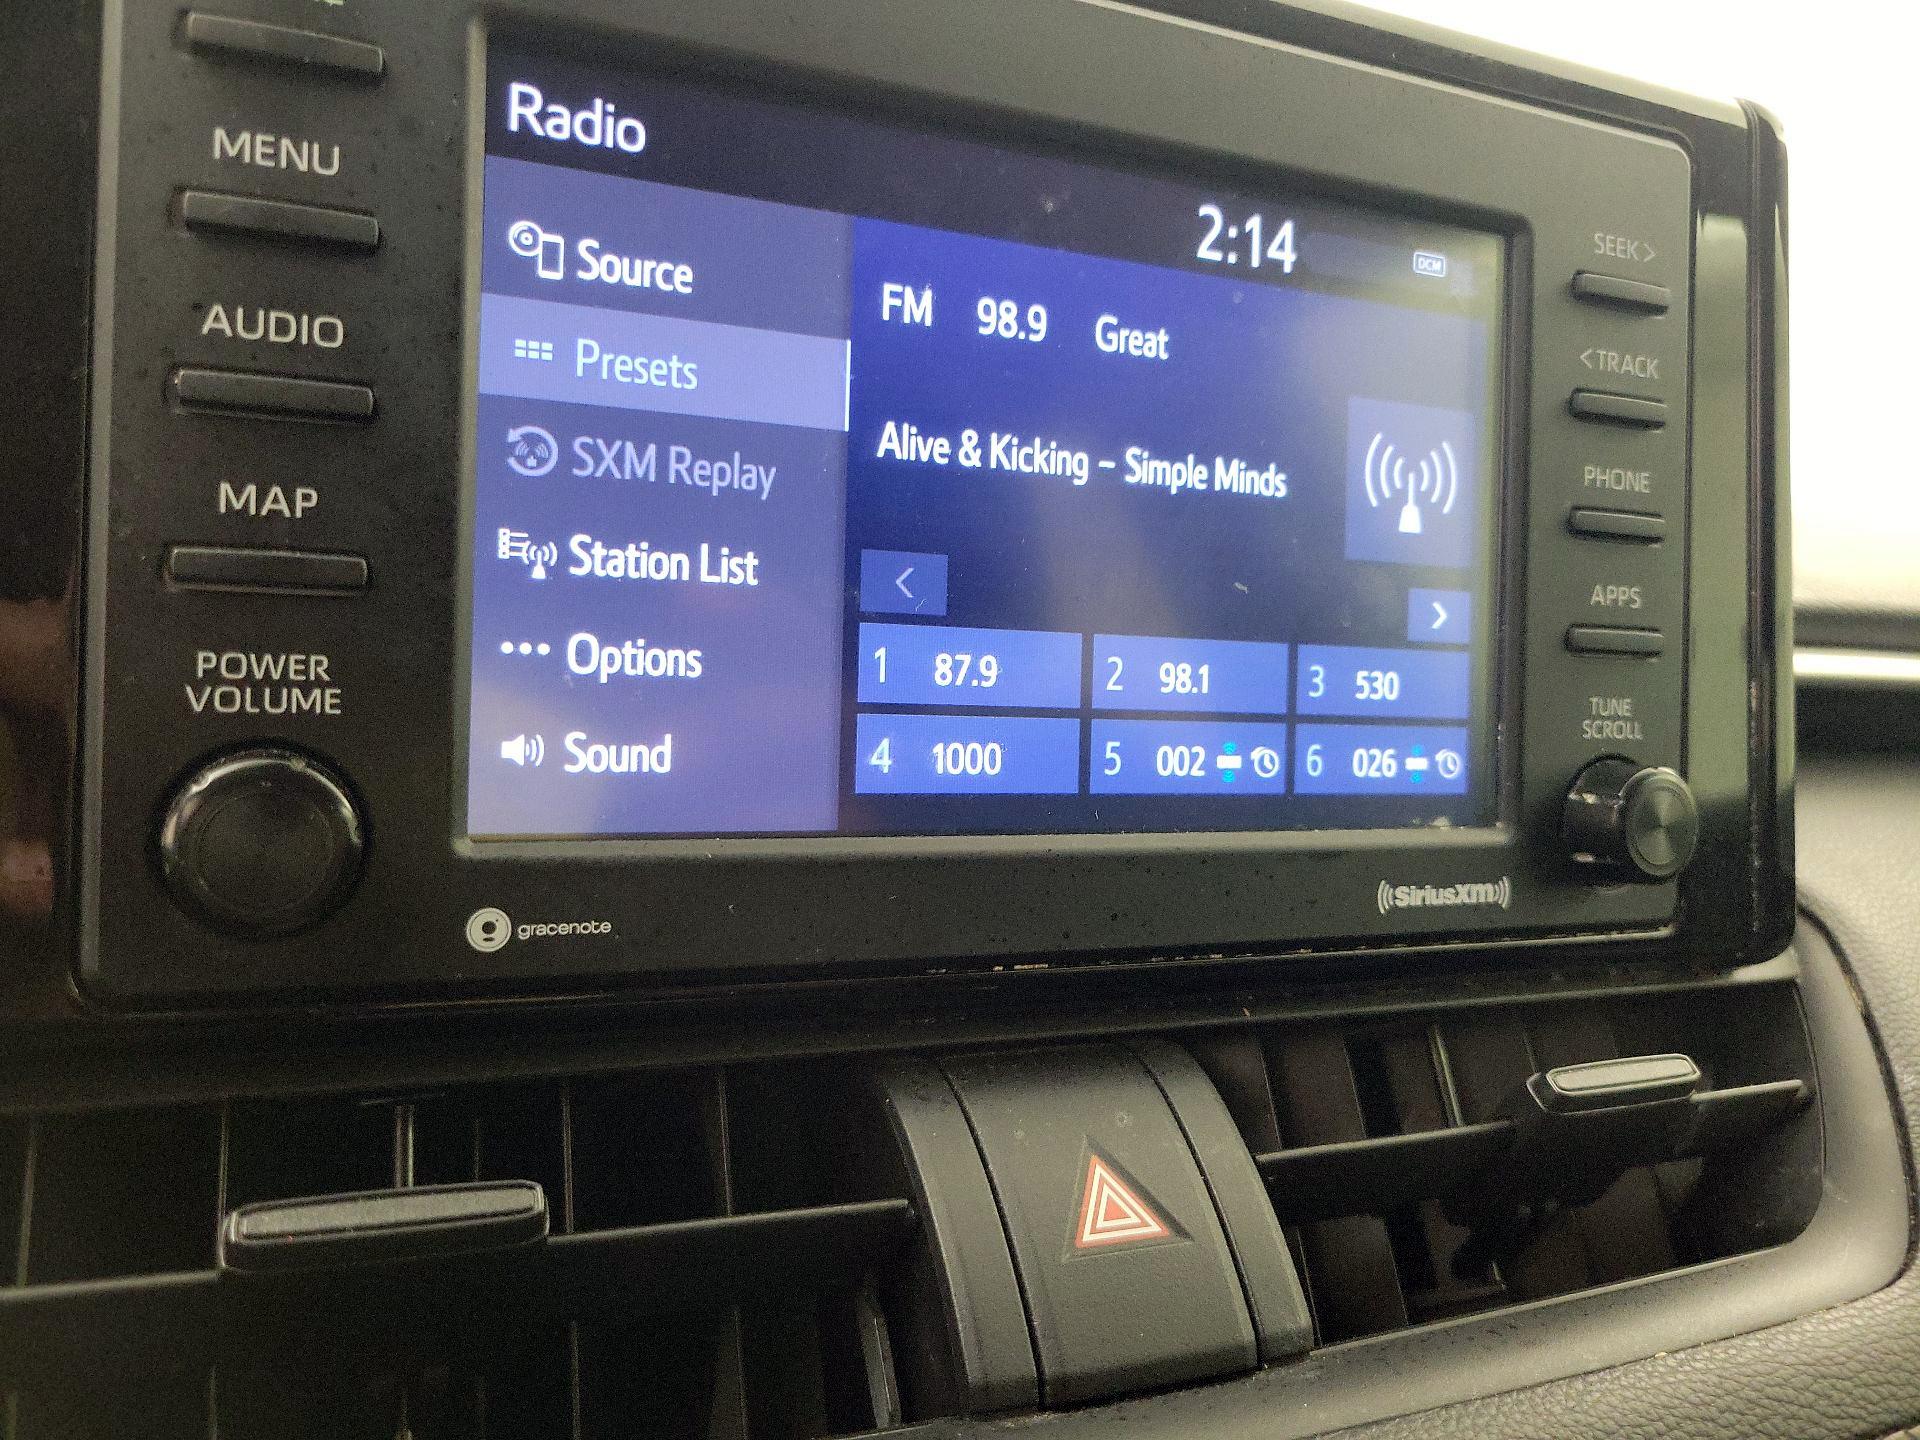 MENU
AUDIO
MAP
POWER
VOLUME
Radio
2:14
DCM
Source
Presets
SXM Replay
Station List
Options
Sound
FM 98.9 Great
Alive & Kicking - Simple Minds
<
>
1 87.9
2 98.1
3 530
4 1000
5 002
6 026
SEEK >
< TRACK
PHONE
APPS
TUNE
SCROLL
gracenote
SiriusXM